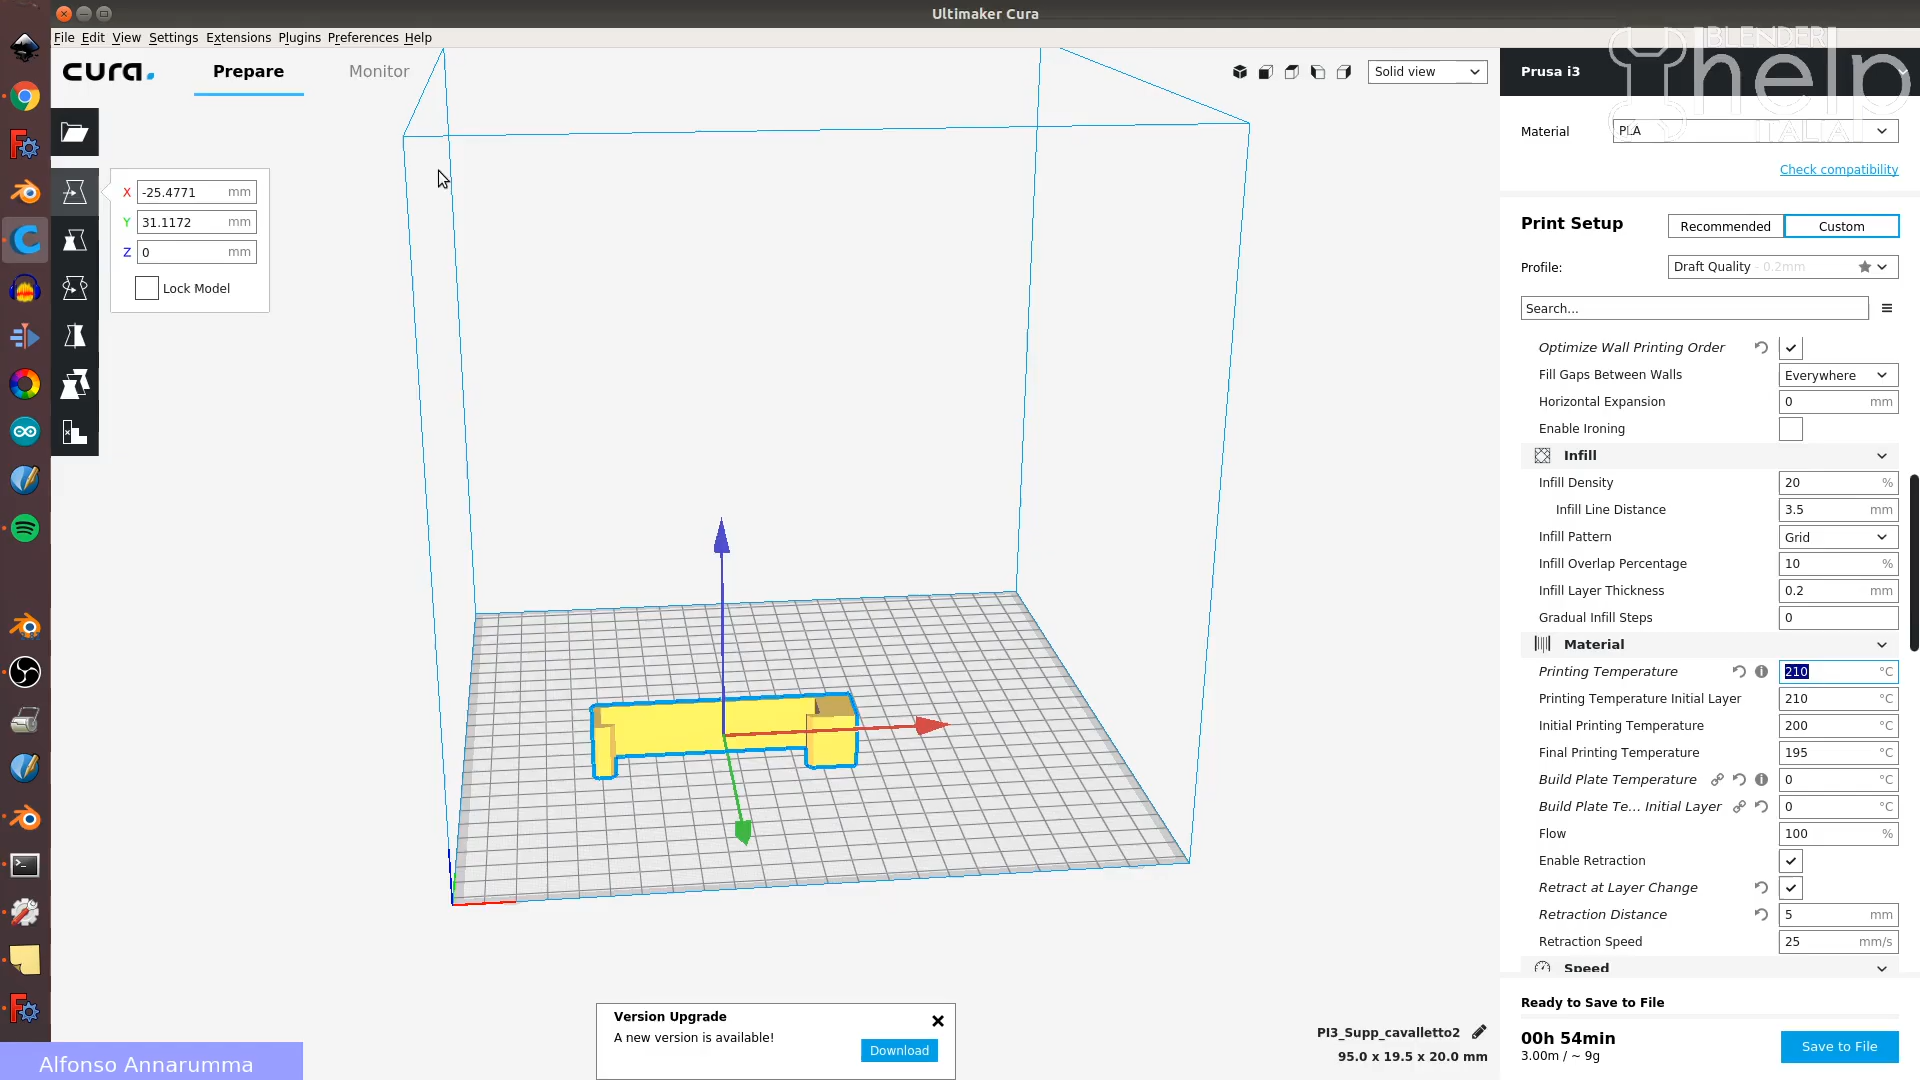 Ultimaker Cura
File Edit View Settings Extensions Plugins Preferences Help
cura.
Prepare
Monitor
Solid view
Prusa i3
BLENDER
help
ITALIA
Material
PLA
Check compatibility
X -25.4771 mm
Y 31.1172 mm
Z 0 mm
Lock Model
Print Setup
Recommended
Custom
Profile:
Draft Quality - 0.2mm
Search...
Optimize Wall Printing Order
Fill Gaps Between Walls Everywhere
Horizontal Expansion 0 mm
Enable Ironing
Infill
Infill Density 20 %
Infill Line Distance 3.5 mm
Infill Pattern Grid
Infill Overlap Percentage 10 %
Infill Layer Thickness 0.2 mm
Gradual Infill Steps 0
Material
Printing Temperature 210 °C
Printing Temperature Initial Layer 210 °C
Initial Printing Temperature 200 °C
Final Printing Temperature 195 °C
Build Plate Temperature 0 °C
Build Plate Te... Initial Layer 0 °C
Flow 100 %
Enable Retraction
Retract at Layer Change
Retraction Distance 5 mm
Retraction Speed 25 mm/s
Speed
Ready to Save to File
00h 54min
3.00m / ~ 9g
Save to File
Version Upgrade
A new version is available!
Download
PI3_Supp_cavalletto2
95.0 x 19.5 x 20.0 mm
Alfonso Annarumma